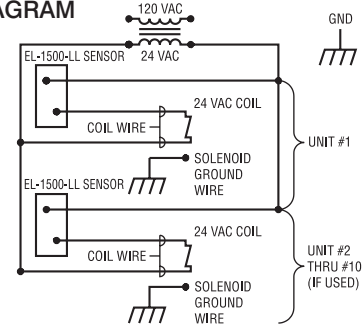 AGRAM
120 VAC
GND
EL-1500-LL SENSOR
24 VAC
24 VAC COIL
COIL WIRE
UNIT #1
SOLENOID
GROUND
WIRE
EL-1500-LL SENSOR
24 VAC COIL
COIL WIRE
UNIT #2
THRU #10
(IF USED)
SOLENOID
GROUND
WIRE